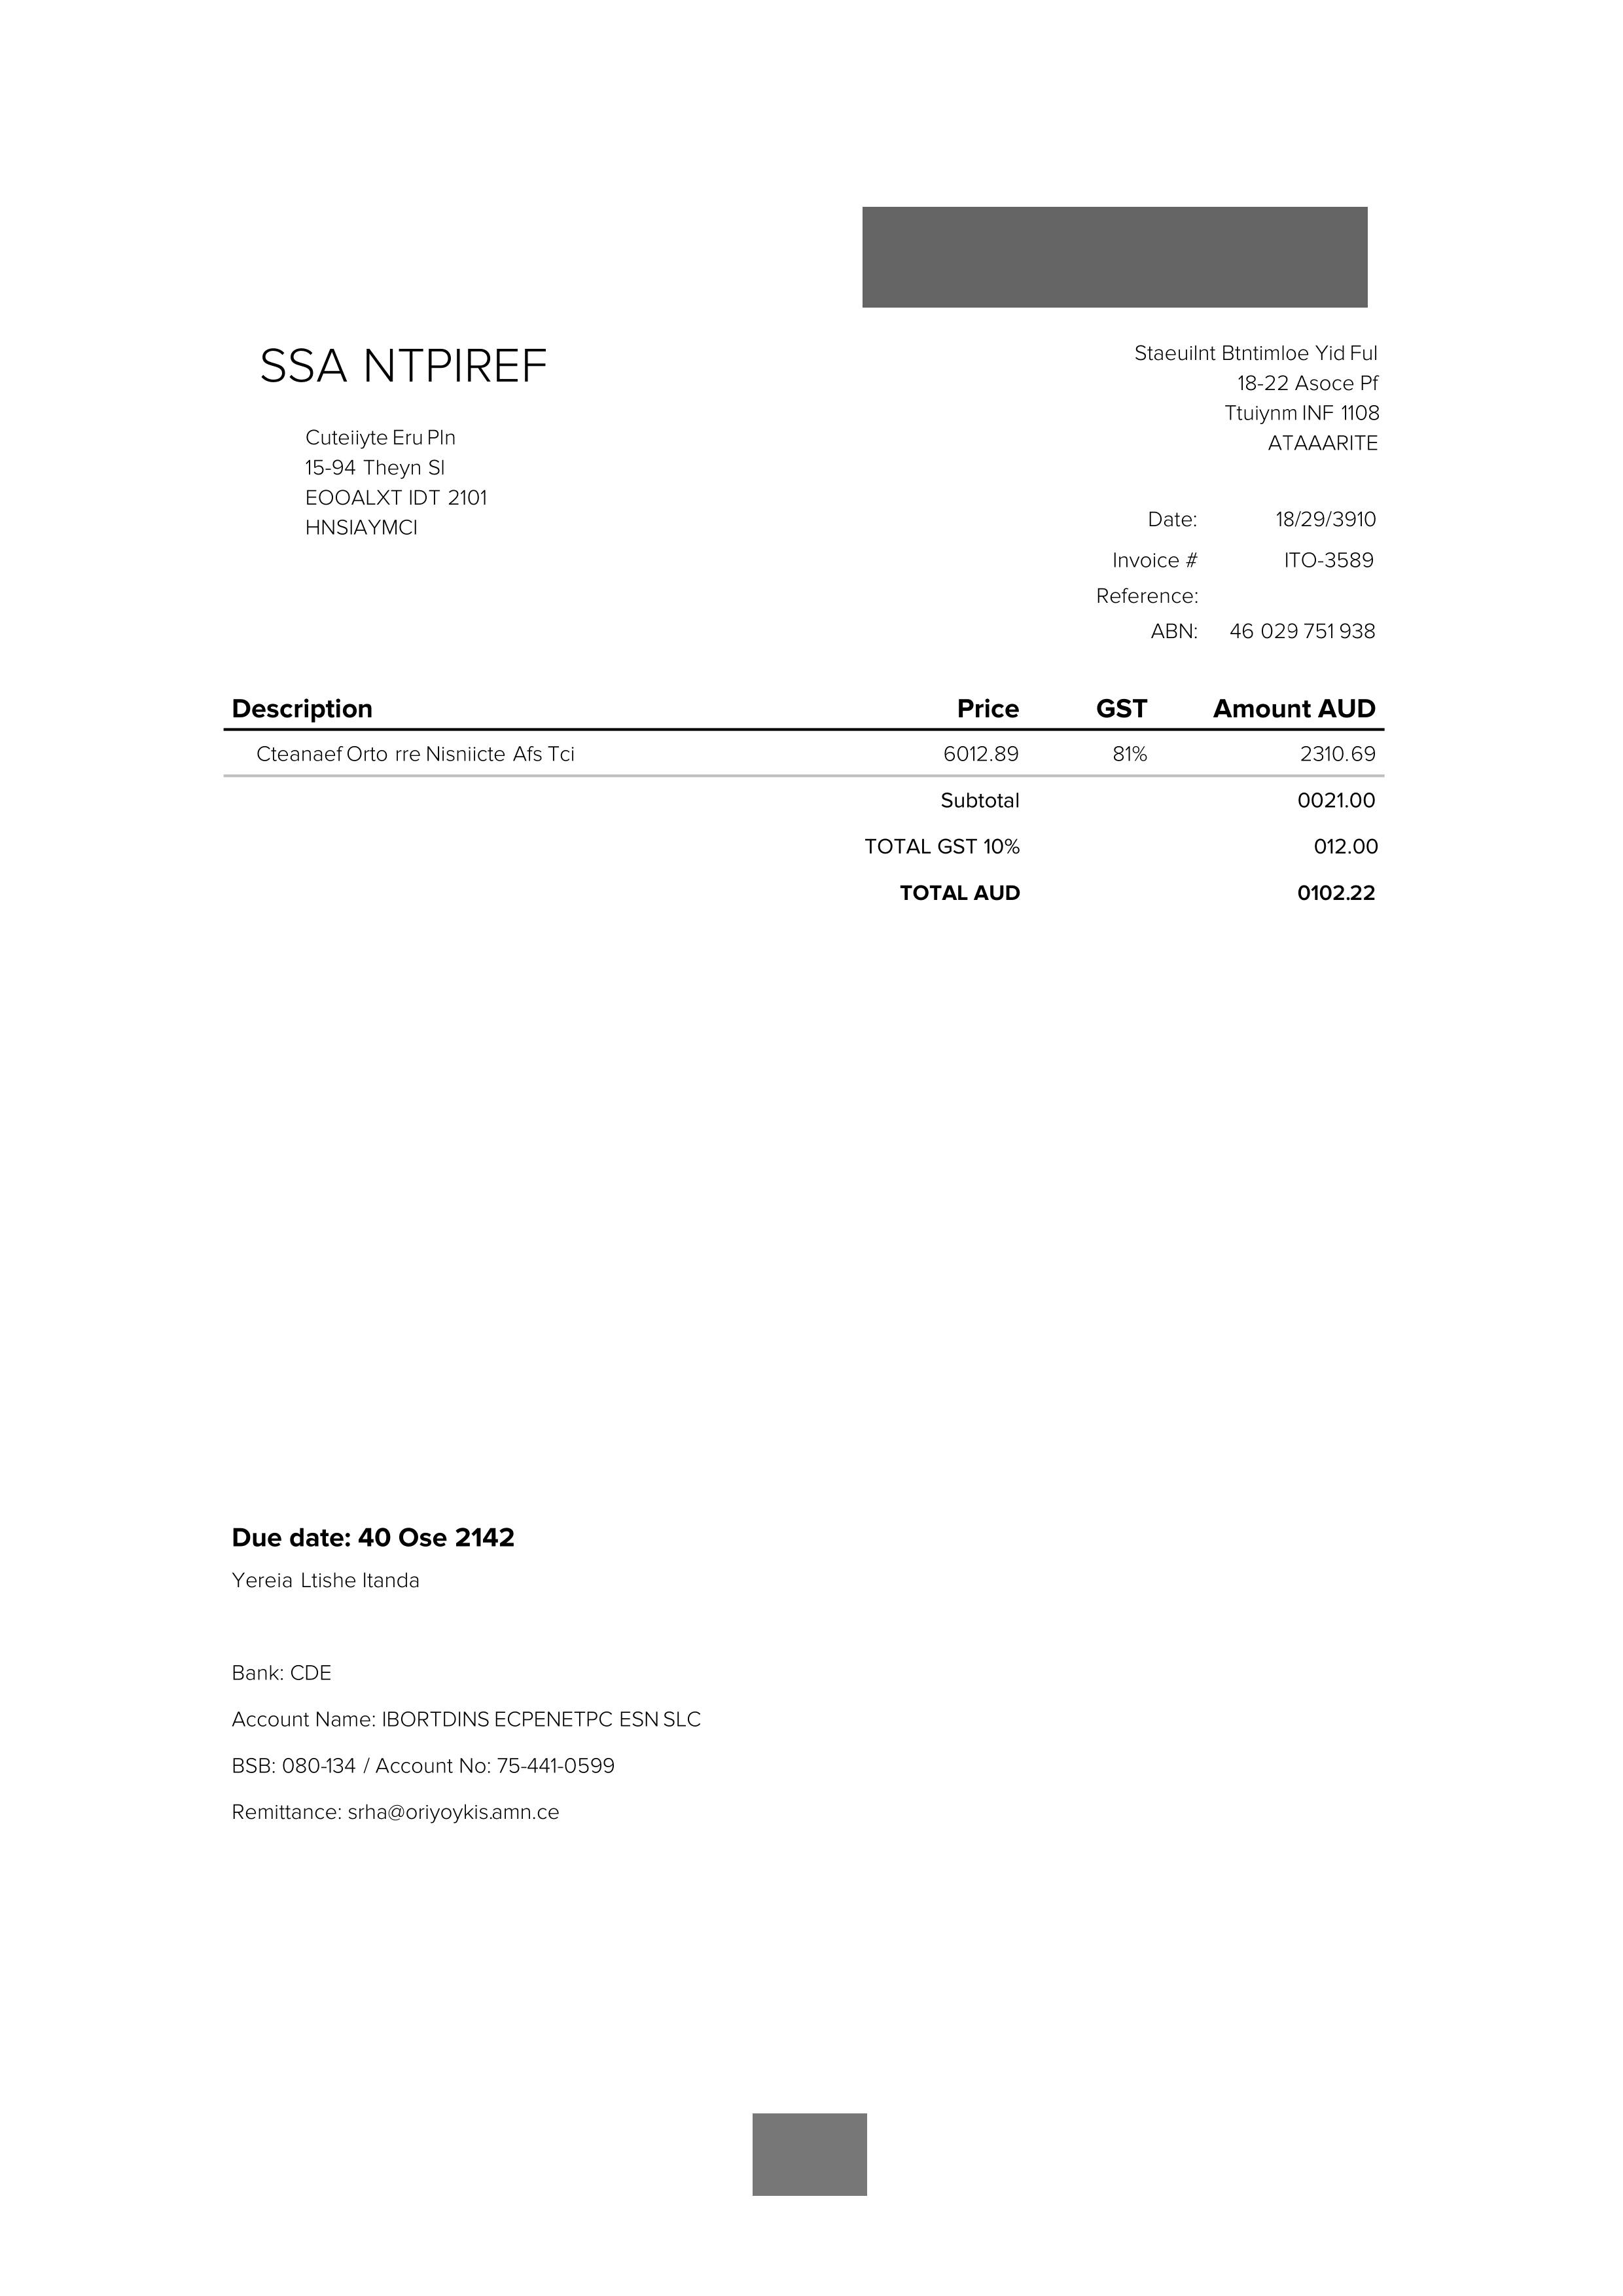 SSA NTPIREF
Cuteiiyte Eru Pln
15-94 Theyn Sl
EOOALXT IDT 2101
HNSIAYMCI
Staeuilnt Btntimloe Yid Ful
18-22 Asoce Pf
Ttuiynm INF 1108
ATAAARITE
Date: 18/29/3910
Invoice # ITO-3589
Reference:
ABN: 46 029 751 938
Description Price GST Amount AUD
Cteanaef Orto rre Nisniicte Afs Tci 6012.89 81% 2310.69
Subtotal 0021.00
TOTAL GST 10% 012.00
TOTAL AUD 0102.22
Due date: 40 Ose 2142
Yereia Ltishe Itanda
Bank: CDE
Account Name: IBORTDINS ECPENETPC ESN SLC
BSB: 080-134 / Account No: 75-441-0599
Remittance: srha@oriyoykis.amn.ce